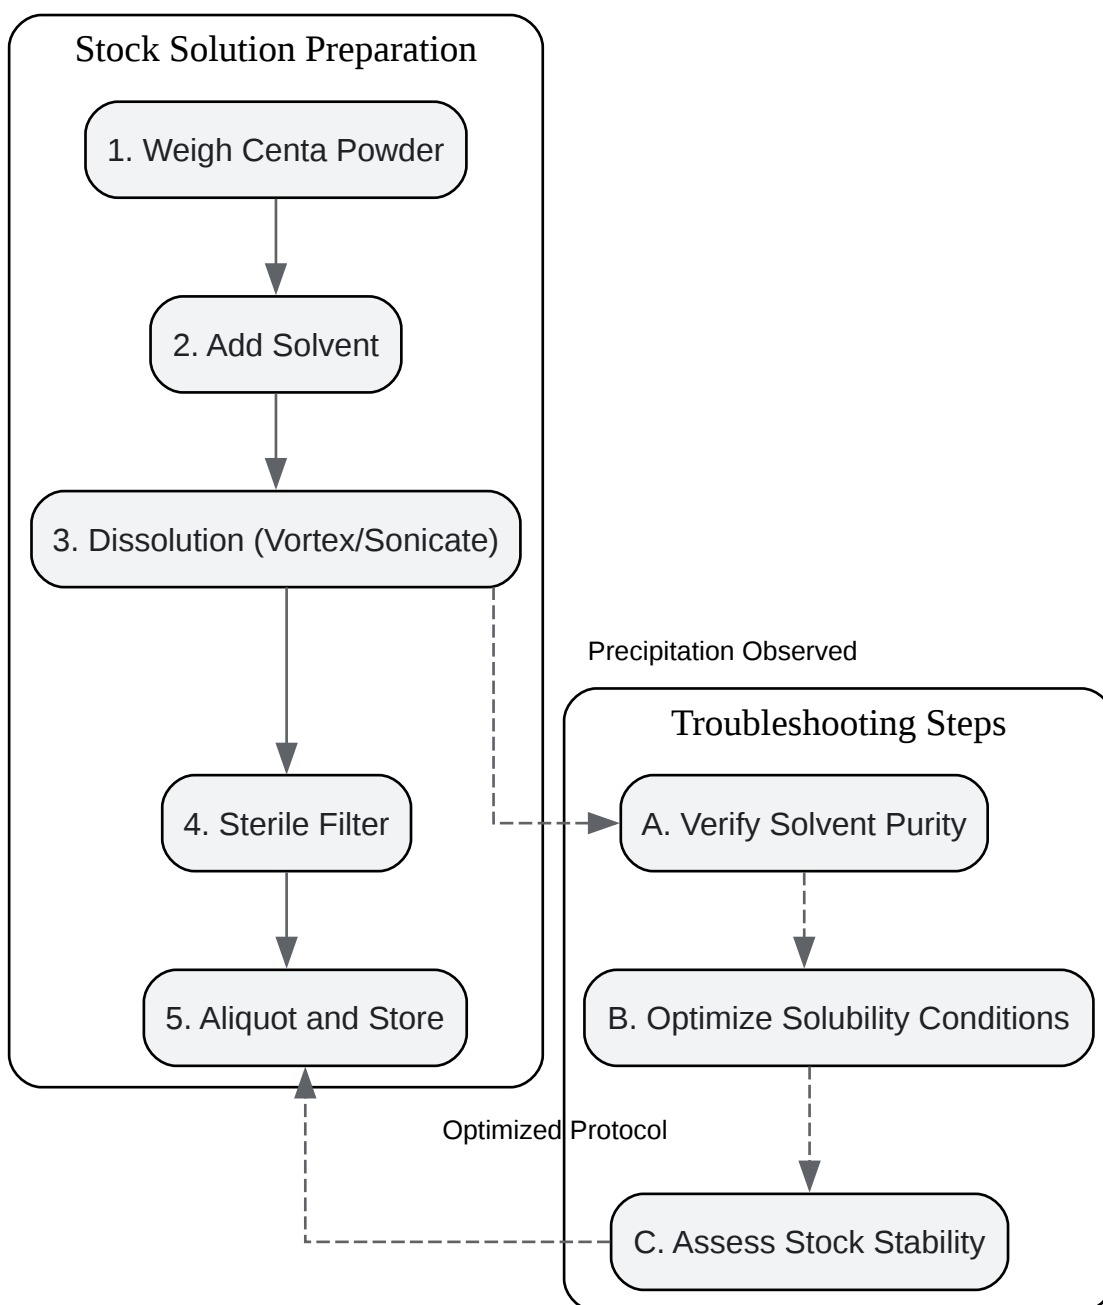 Stock Solution Preparation
1. Weigh Centa Powder
2. Add Solvent
3. Dissolution (Vortex/Sonicate)
Precipitation Observed
Troubleshooting Steps
4. Sterile Filter
A. Verify Solvent Purity
5. Aliquot and Store
B. Optimize Solubility Conditions
Optimized Protocol
C. Assess Stock Stability